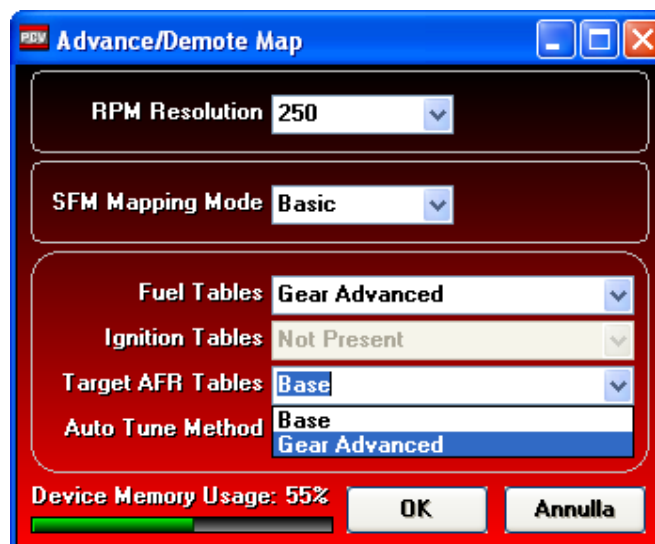 PCV Advance/Demote Map
RPM Resolution 250
SFM Mapping Mode Basic
Fuel Tables Gear Advanced
Ignition Tables Not Present
Target AFR Tables Base
Base
Auto Tune Method
Gear Advanced
Device Memory Usage: 55% OK Annulla